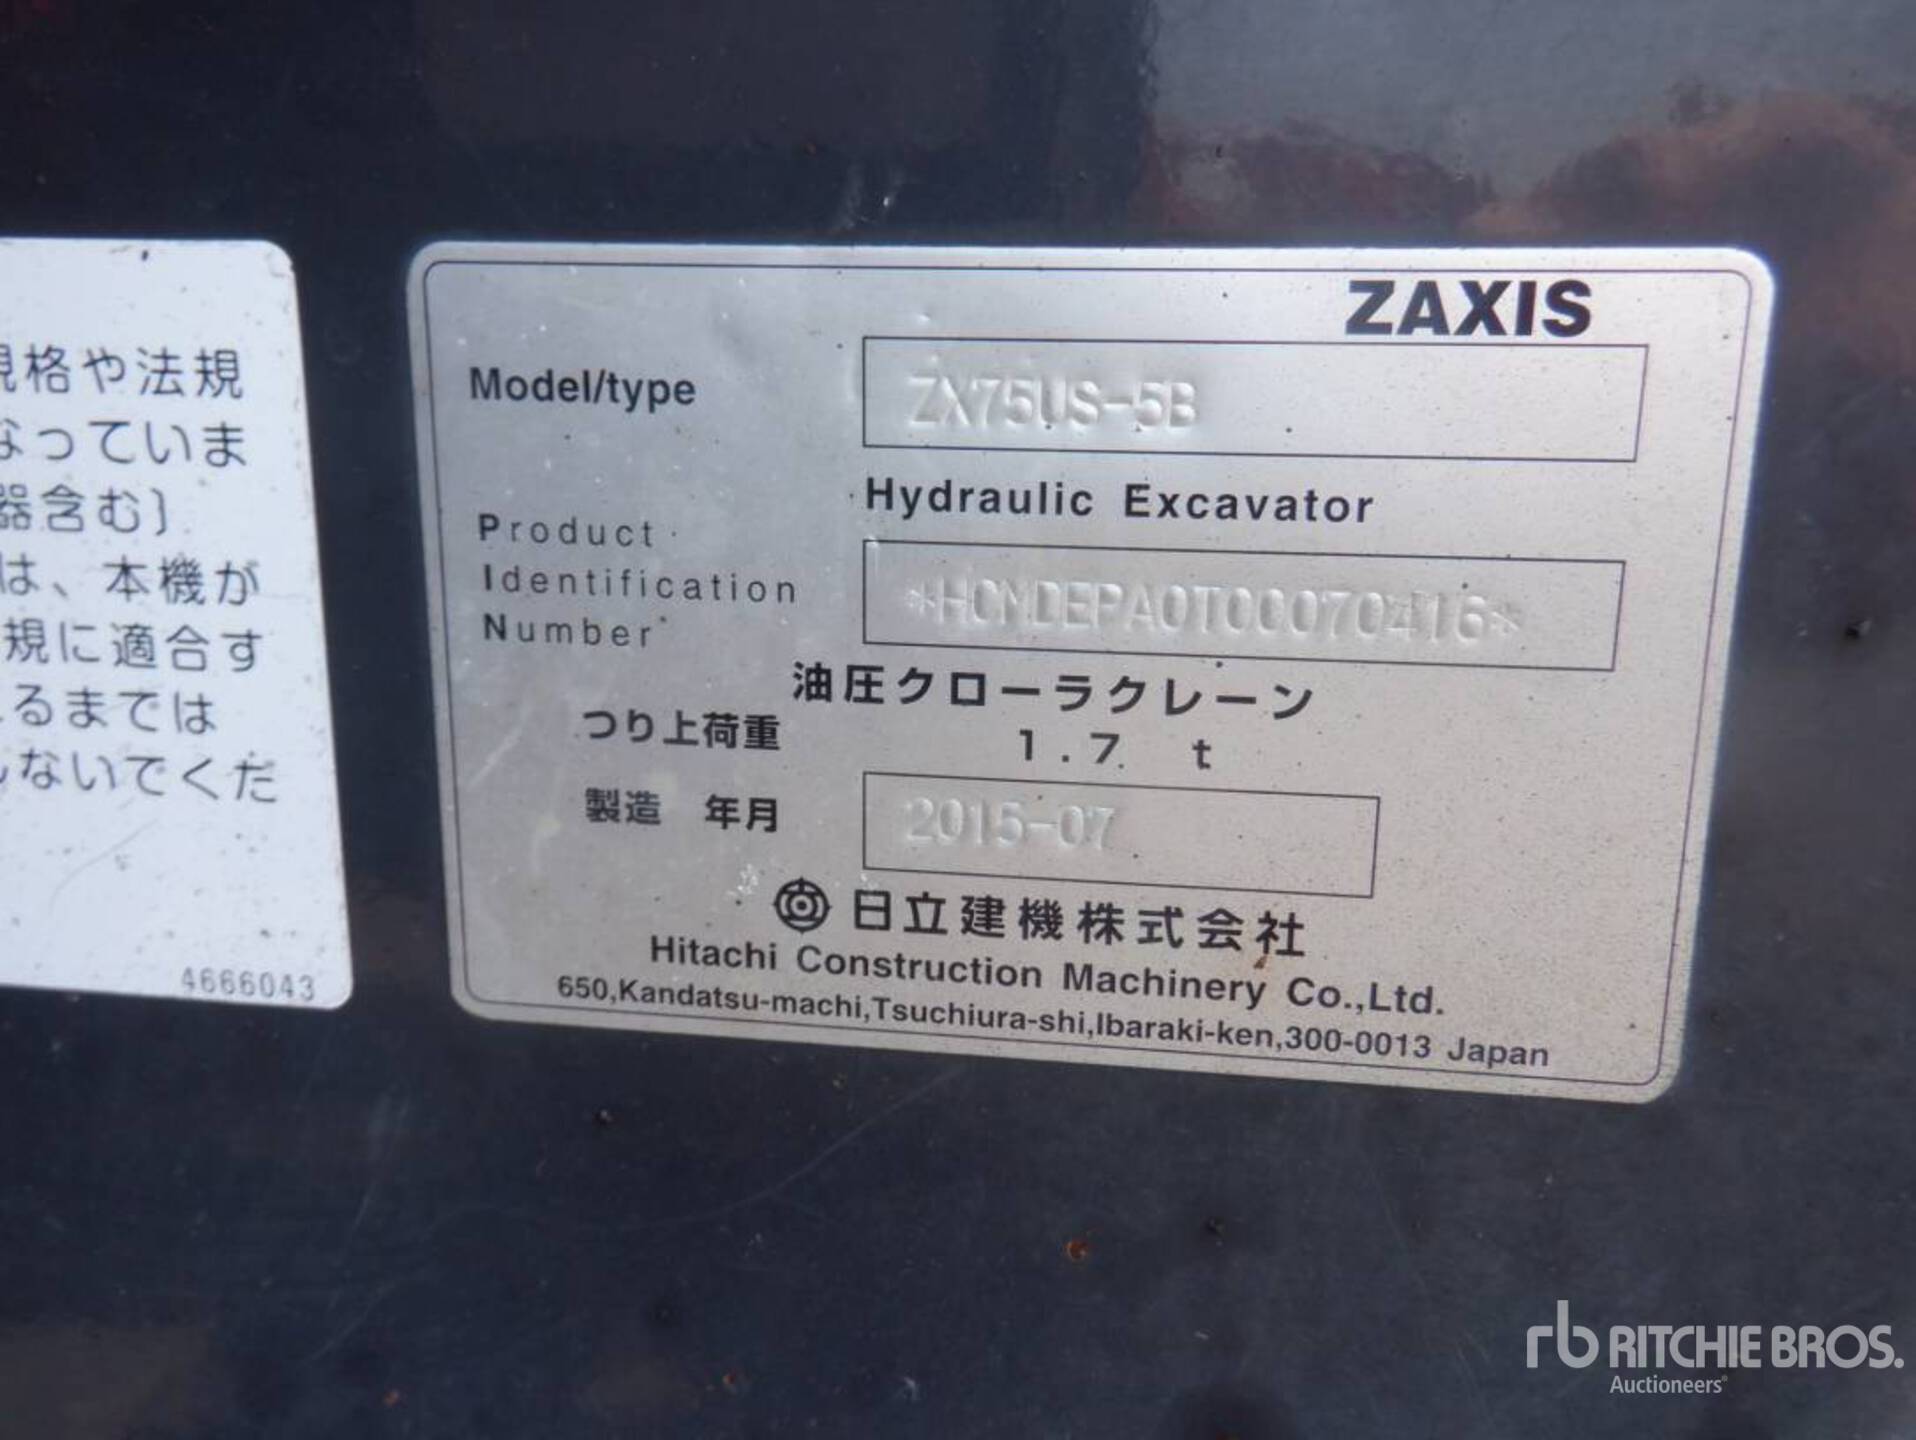 規格や法規
なっていま
器含む)
は、本機が
規に適合す
るまでは
しないでくだ
4666043
ZAXIS
Model/type
ZX75US-5B
Hydraulic Excavator
Product
Identification
Number
*HCMDEPA0T00070416*
油圧クローラクレーン
つり上荷重 1.7 t
製造 年月
2015-07
日立建機株式会社
Hitachi Construction Machinery Co.,Ltd.
650,Kandatsu-machi,Tsuchiura-shi,Ibaraki-ken,300-0013 Japan
rb RITCHIE BROS.
Auctioneers